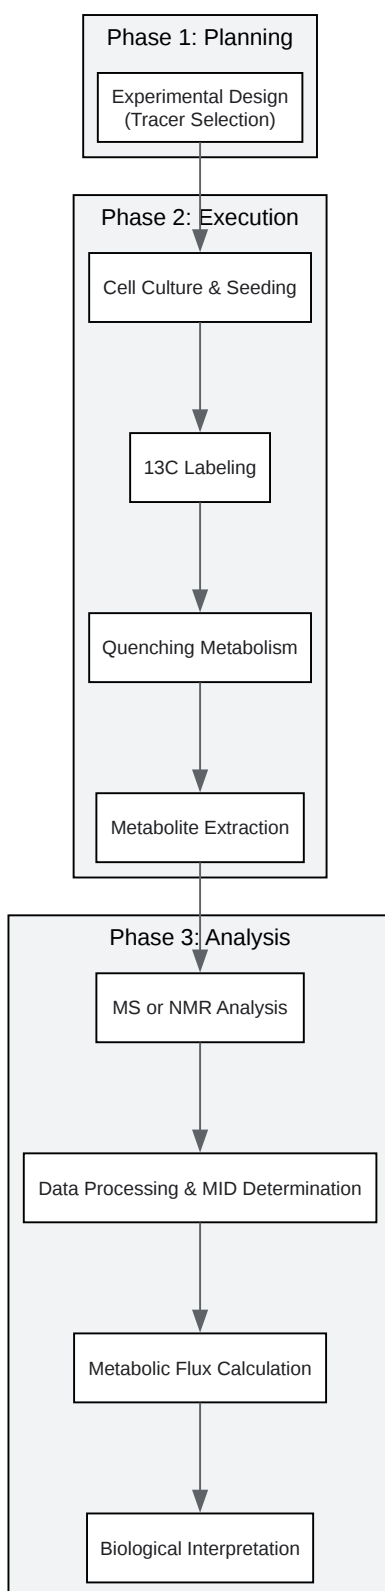 Phase 1: Planning
Experimental Design
(Tracer Selection)
Phase 2: Execution
Cell Culture & Seeding
13C Labeling
Quenching Metabolism
Metabolite Extraction
Phase 3: Analysis
MS or NMR Analysis
Data Processing & MID Determination
Metabolic Flux Calculation
Biological Interpretation